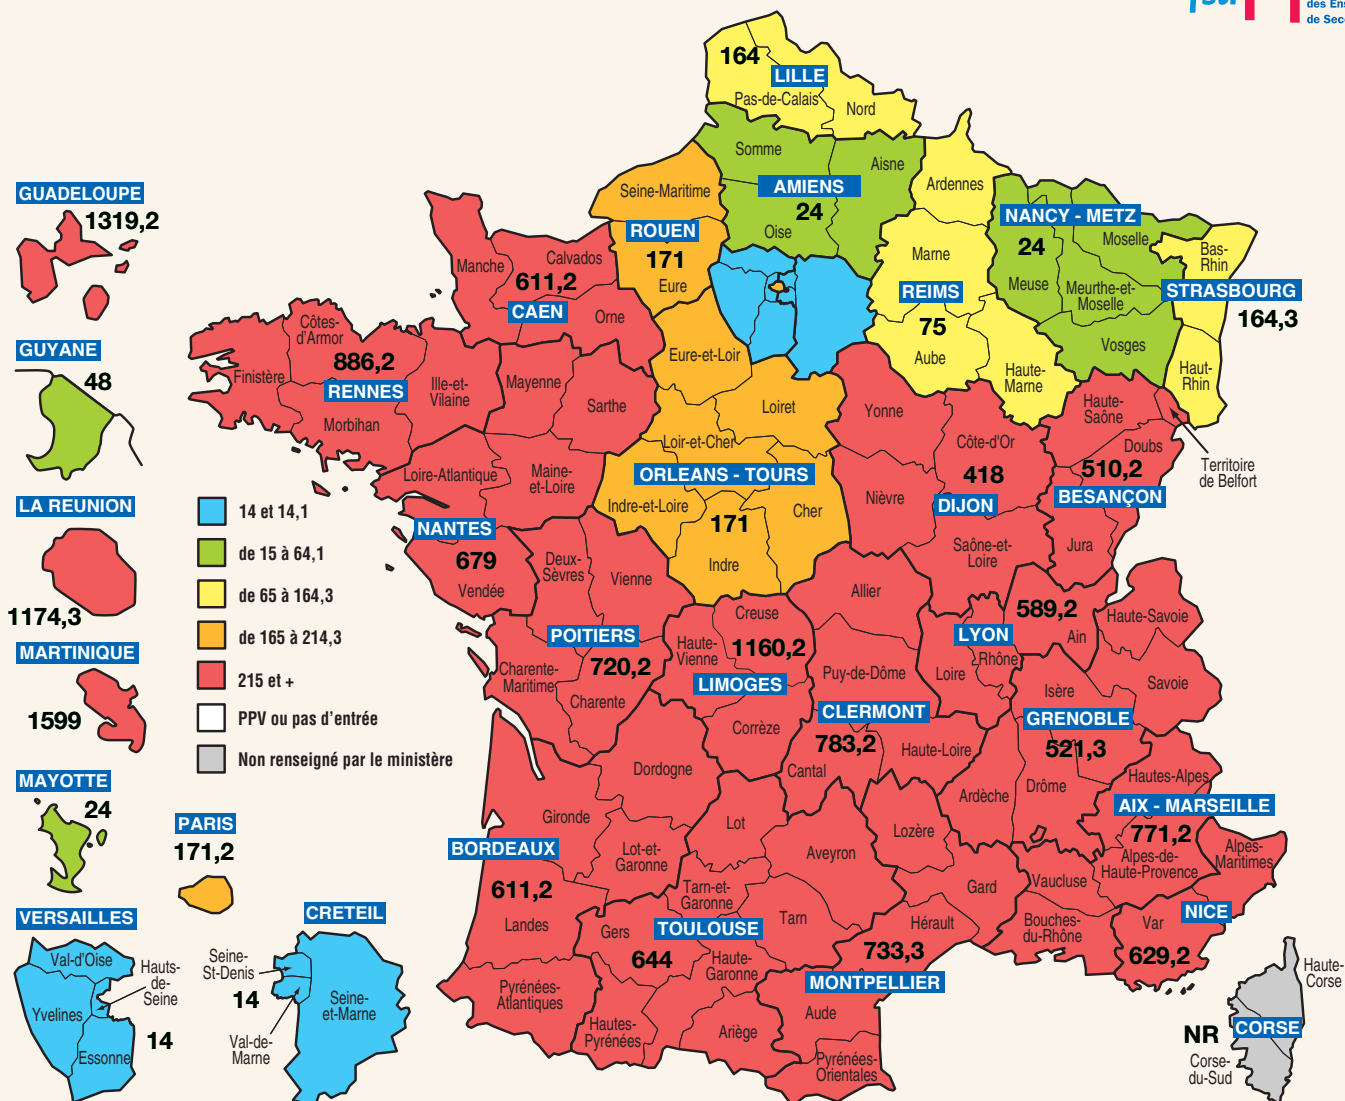 des Ens
de Seco
164
LILLE
Pas-de-Calais
Nord
Somme
Aisne
AMIENS
24
Oise
Ardennes
Seine-Maritime
ROUEN
171
Eure
NANCY - METZ
24
Moselle
Meuse
Meurthe-et-
Moselle
Vosges
Bas-
Rhin
STRASBOURG
164,3
Haut-
Rhin
Marne
REIMS
75
Aube
Haute-
Marne
GUADELOUPE
1319,2
Manche
Calvados
611,2
CAEN
Orne
GUYANE
48
Côtes-
d'Armor
886,2
Finistère
RENNES
Ille-et-
Vilaine
Morbihan
Mayenne
Sarthe
Eure-et-Loir
Loiret
Loir-et-Cher
ORLEANS - TOURS
Indre-et-Loire
171
Cher
Indre
Yonne
Côte-d'Or
418
DIJON
Nièvre
Saône-et-
Loire
Haute-
Saône
Doubs
510,2
BESANÇON
Jura
Territoire
de Belfort
LA REUNION
1174,3
Loire-Atlantique
Maine-
et-Loire
NANTES
679
Vendée
14 et 14,1
de 15 à 64,1
de 65 à 164,3
de 165 à 214,3
215 et +
PPV ou pas d'entrée
Non renseigné par le ministère
MARTINIQUE
1599
MAYOTTE
24
PARIS
171,2
Deux-
Sèvres
Vienne
POITIERS
720,2
Charente-
Maritime
Charente
Creuse
Haute-
Vienne
1160,2
LIMOGES
Corrèze
Allier
Puy-de-Dôme
CLERMONT
783,2
Haute-Loire
Cantal
589,2
Ain
LYON
Rhône
Loire
Haute-Savoie
Savoie
Isère
GRENOBLE
521,3
Drôme
Ardèche
Hautes-Alpes
AIX - MARSEILLE
771,2
Alpes-de-
Haute-Provence
Vaucluse
Bouches-
du-Rhône
Alpes-
Maritimes
NICE
Var
629,2
Dordogne
Gironde
BORDEAUX
611,2
Lot-et-
Garonne
Landes
Pyrénées-
Atlantiques
Lot
Aveyron
Tarn-et-
Garonne
Tarn
TOULOUSE
644
Gers
Haute-
Garonne
Hautes-
Pyrénées
Ariège
Lozère
Gard
Hérault
733,3
MONTPELLIER
Aude
Pyrénées-
Orientales
VERSAILLES
Val-d'Oise
Hauts-
de-
Seine
Yvelines
Essonne
14
CRETEIL
Seine-
St-Denis
14
Seine-
et-Marne
Val-de-
Marne
Haute-
Corse
NR
CORSE
Corse-
du-Sud